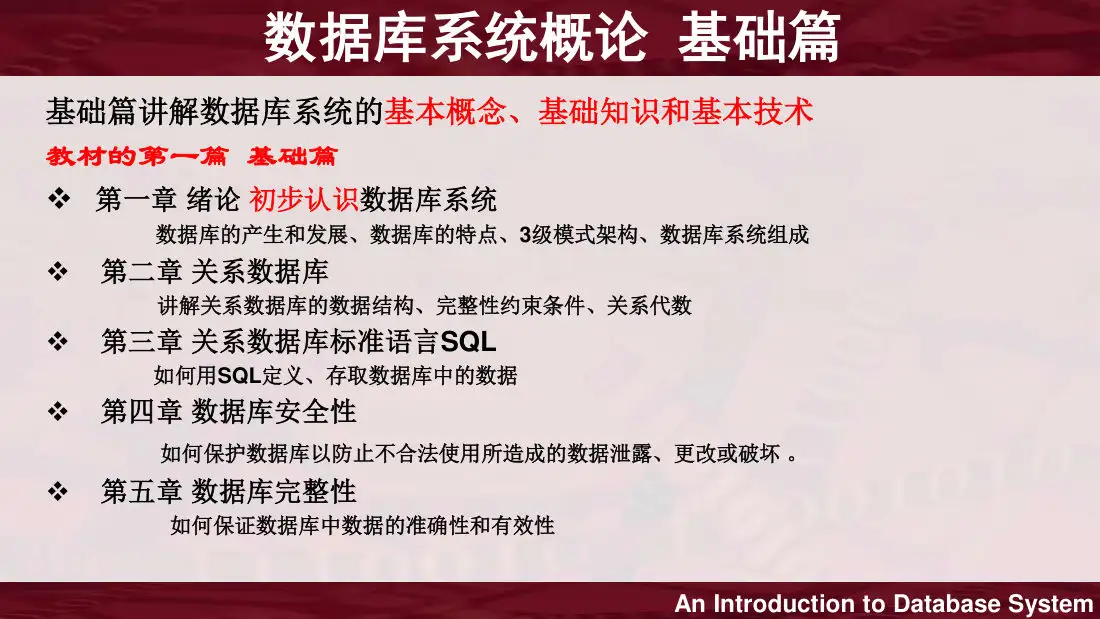 数据库系统概论 基础篇
基础篇讲解数据库系统的基本概念、基础知识和基本技术
教材的第一篇 基础篇
❖ 第一章 绪论 初步认识数据库系统
数据库的产生和发展、数据库的特点、3级模式架构、数据库系统组成
❖ 第二章 关系数据库
讲解关系数据库的数据结构、完整性约束条件、关系代数
❖ 第三章 关系数据库标准语言SQL
如何用SQL定义、存取数据库中的数据
❖ 第四章 数据库安全性
如何保护数据库以防止不合法使用所造成的数据泄露、更改或破坏 。
❖ 第五章 数据库完整性
如何保证数据库中数据的准确性和有效性
An Introduction to Database System